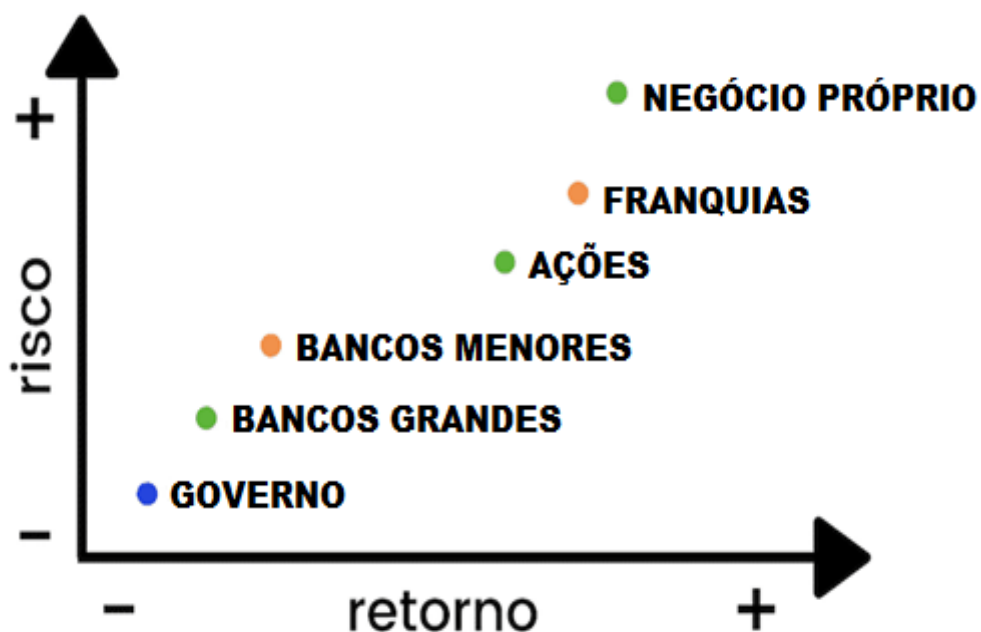 +
NEGÓCIO PRÓPRIO
FRANQUIAS
AÇÕES
risco
BANCOS MENORES
BANCOS GRANDES
GOVERNO
−
− retorno +